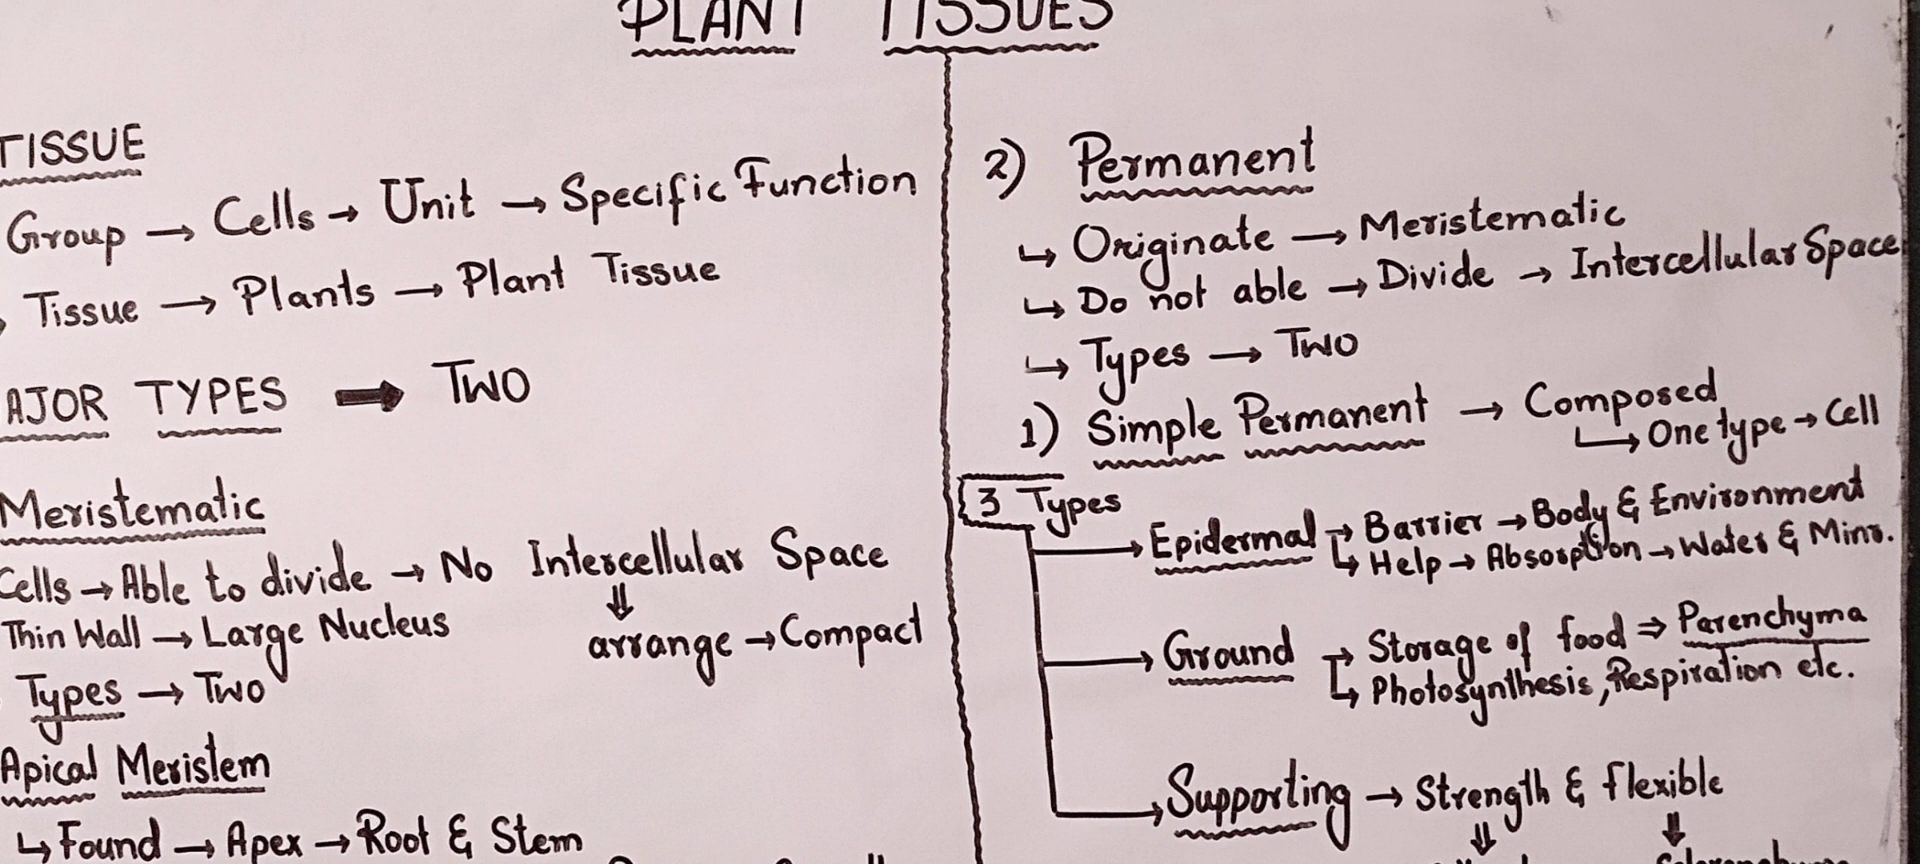 PLANT TISSUES
TISSUE
Group → Cells → Unit → Specific Function
Tissue → Plants → Plant Tissue
AJOR TYPES ➡ TWO
Meristematic
Cells → Able to divide → No Intercellular Space
⇓
Thin Wall → Large Nucleus
arrange → Compact
Types → Two
Apical Meristem
↳ Found → Apex → Root & Stem
2) Permanent
↳ Originate → Meristematic
↳ Do not able → Divide → Intercellular Space
↳ Types → Two
1) Simple Permanent → Composed
↳ One type → Cell
3 Types
Epidermal → Barrier → Body & Environment
↳ Help → Absorption → Water & Mins.
Ground → Storage of food ⇒ Parenchyma
↳ Photosynthesis, Respiration etc.
Supporting → Strength & flexible
⇓ ⇓